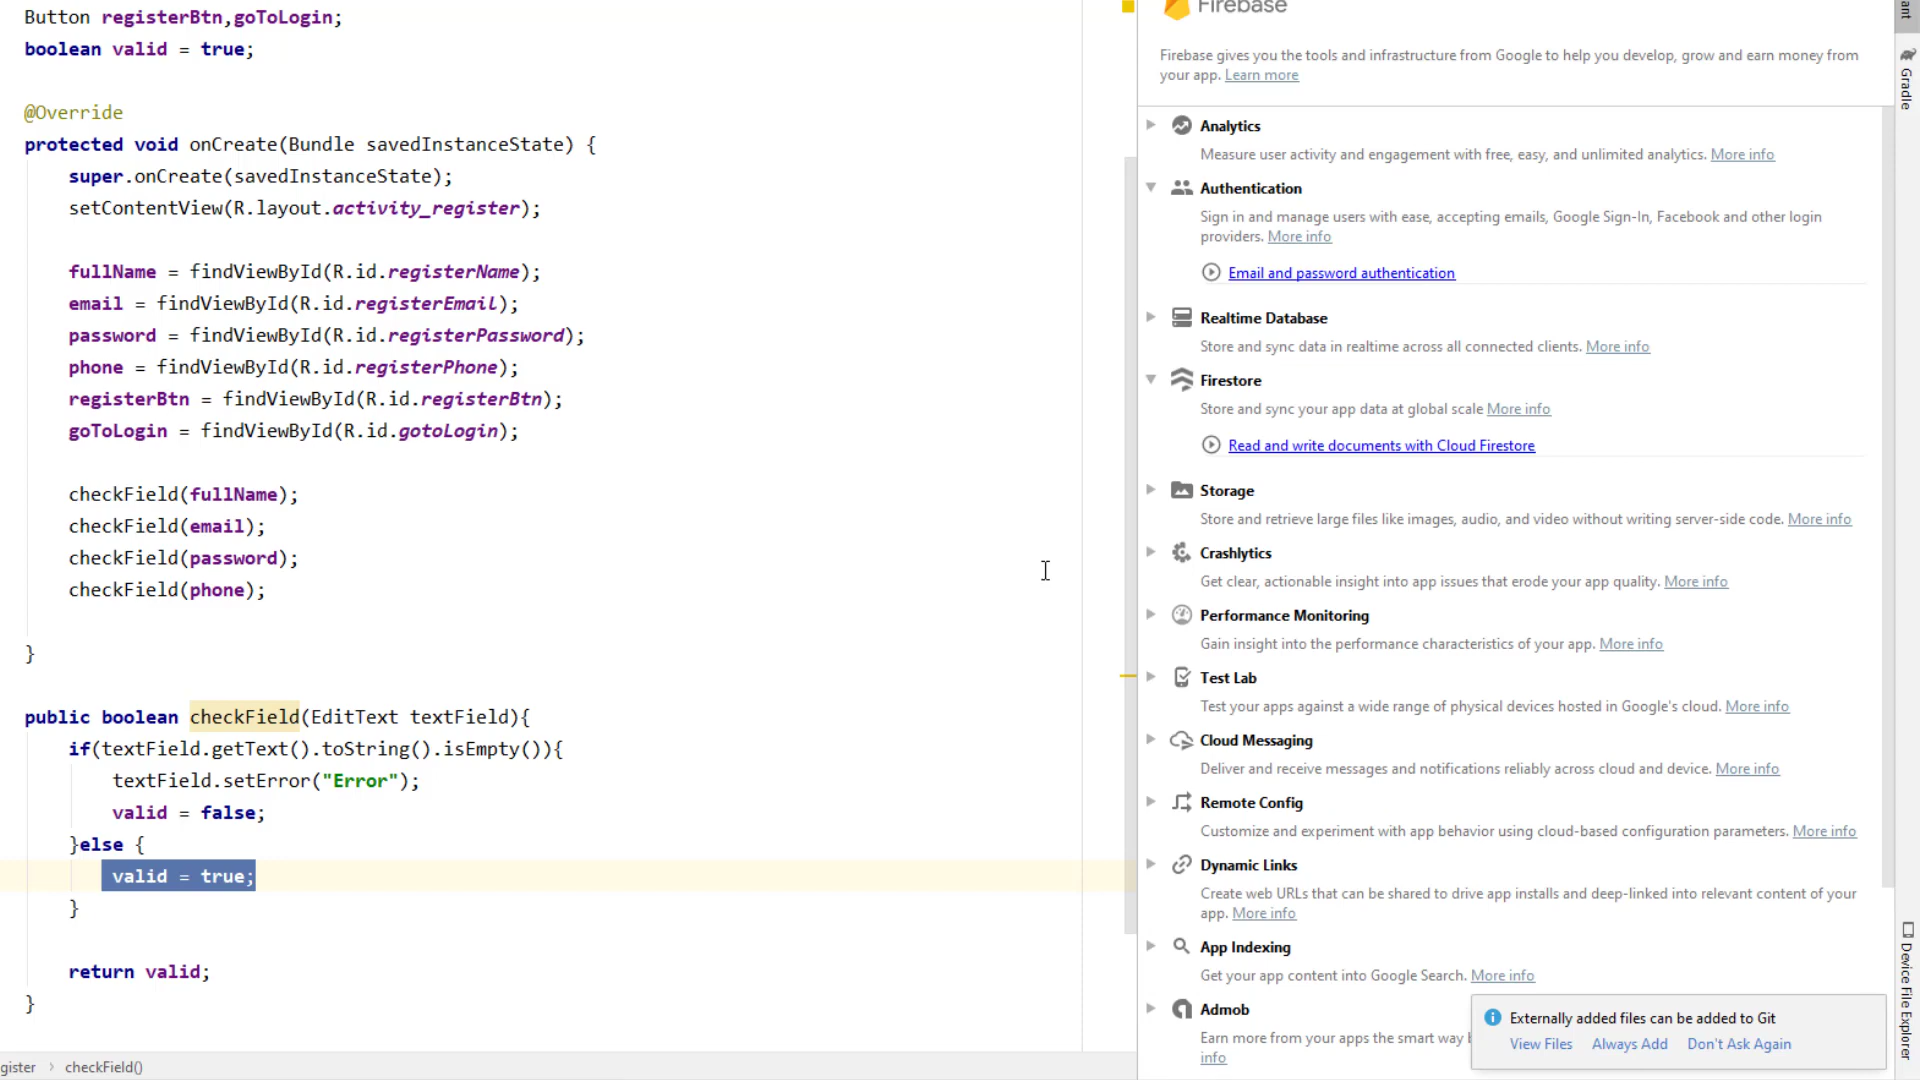 Button registerBtn,goToLogin;
boolean valid = true;
@Override
protected void onCreate(Bundle savedInstanceState) {
super.onCreate(savedInstanceState);
setContentView(R.layout.activity_register);
fullName = findViewById(R.id.registerName);
email = findViewById(R.id.registerEmail);
password = findViewById(R.id.registerPassword);
phone = findViewById(R.id.registerPhone);
registerBtn = findViewById(R.id.registerBtn);
goToLogin = findViewById(R.id.gotoLogin);
checkField(fullName);
checkField(email);
checkField(password);
checkField(phone);
}
public boolean checkField(EditText textField){
if(textField.getText().toString().isEmpty()){
textField.setError("Error");
valid = false;
}else {
valid = true;
}
return valid;
}
gister › checkField()
Firebase
Firebase gives you the tools and infrastructure from Google to help you develop, grow and earn money from
your app. Learn more
Analytics
Measure user activity and engagement with free, easy, and unlimited analytics. More info
Authentication
Sign in and manage users with ease, accepting emails, Google Sign-In, Facebook and other login
providers. More info
Email and password authentication
Realtime Database
Store and sync data in realtime across all connected clients. More info
Firestore
Store and sync your app data at global scale More info
Read and write documents with Cloud Firestore
Storage
Store and retrieve large files like images, audio, and video without writing server-side code. More info
Crashlytics
Get clear, actionable insight into app issues that erode your app quality. More info
Performance Monitoring
Gain insight into the performance characteristics of your app. More info
Test Lab
Test your apps against a wide range of physical devices hosted in Google's cloud. More info
Cloud Messaging
Deliver and receive messages and notifications reliably across cloud and device. More info
Remote Config
Customize and experiment with app behavior using cloud-based configuration parameters. More info
Dynamic Links
Create web URLs that can be shared to drive app installs and deep-linked into relevant content of your
app. More info
App Indexing
Get your app content into Google Search. More info
Admob
Earn more from your apps the smart way
info
Externally added files can be added to Git
View Files Always Add Don't Ask Again
ant
Gradle
Device File Explorer